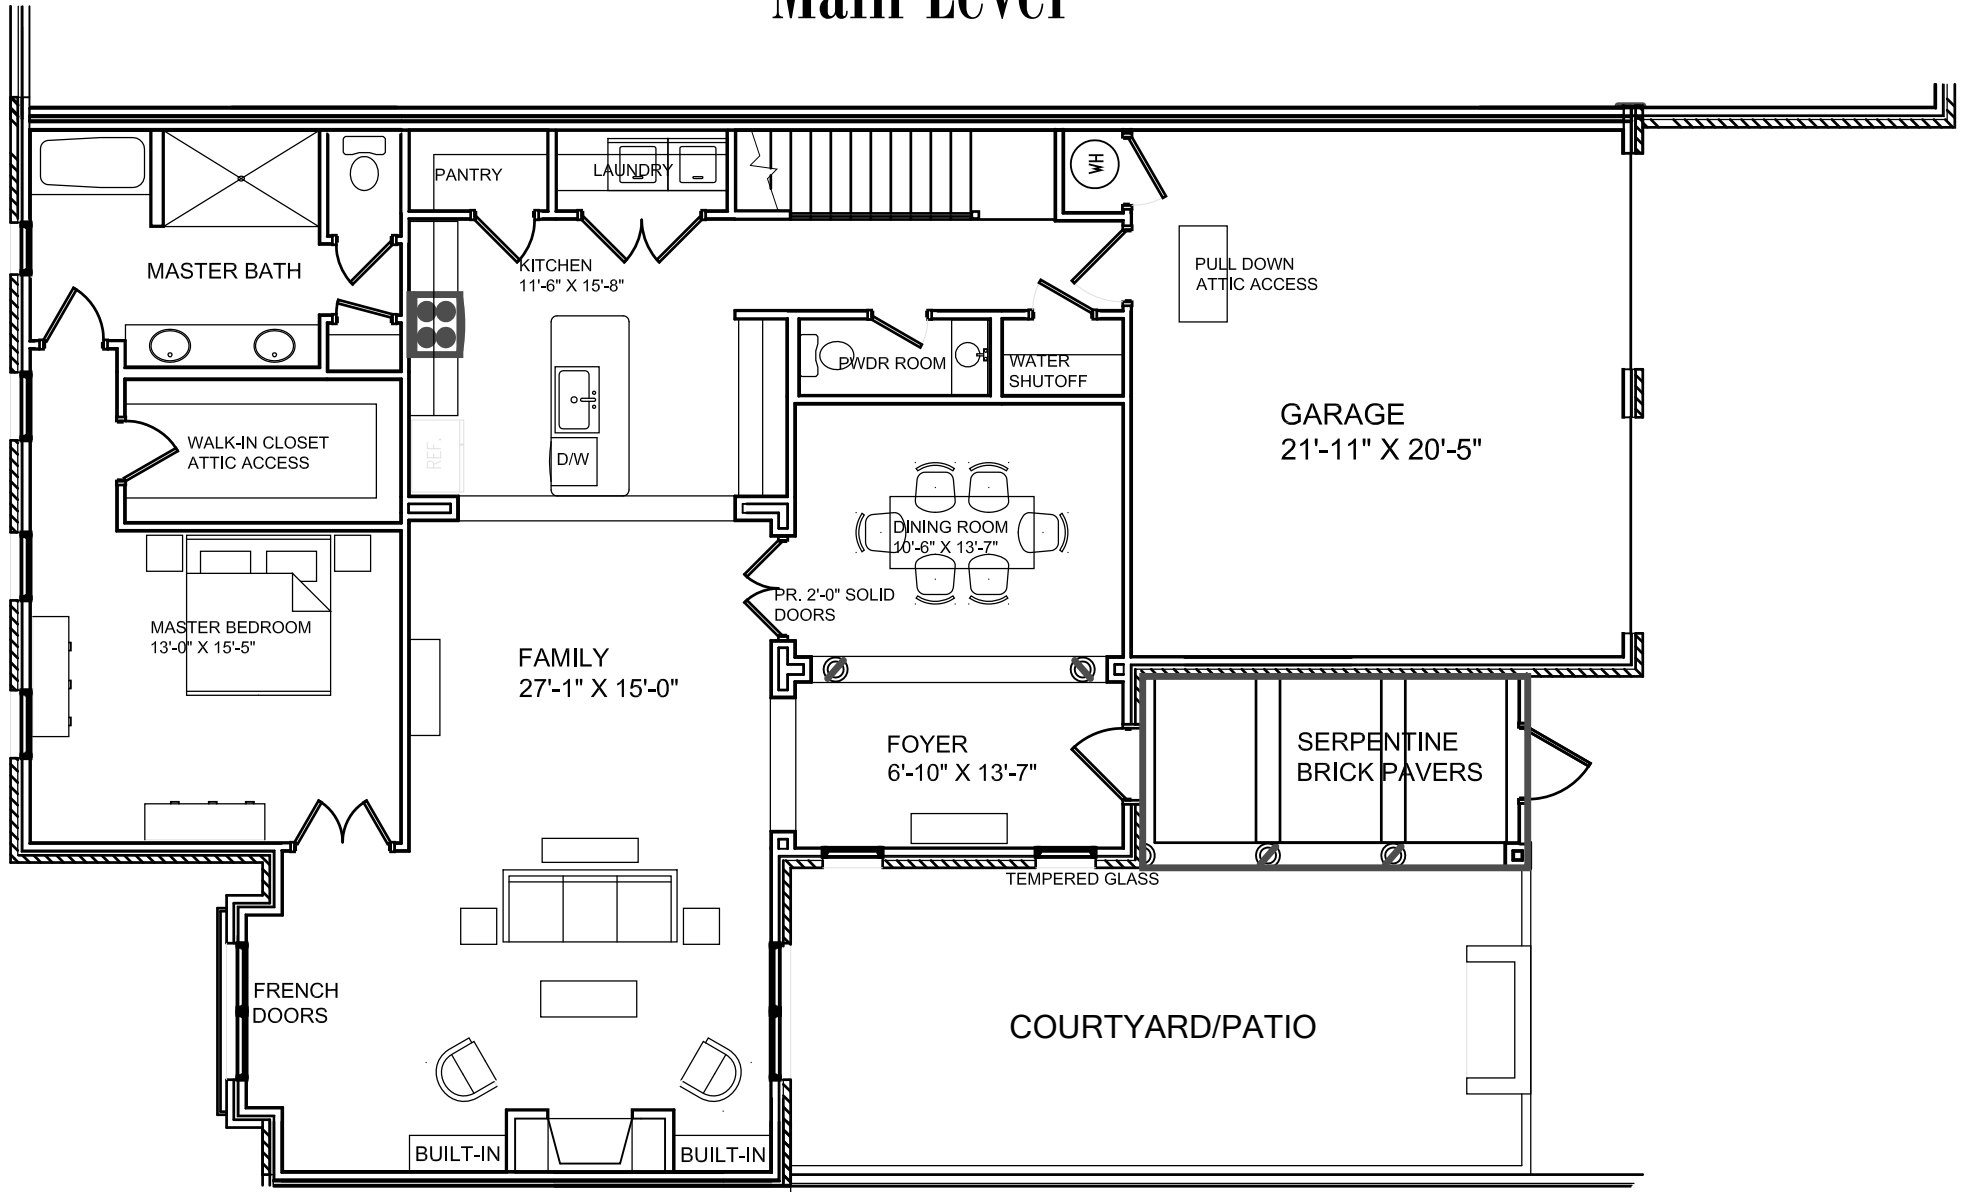 Main Level
PANTRY
LAUNDRY
WH
MASTER BATH
KITCHEN
11'-6" X 15'-8"
PULL DOWN
ATTIC ACCESS
PWDR ROOM
WATER
SHUTOFF
GARAGE
21'-11" X 20'-5"
WALK-IN CLOSET
ATTIC ACCESS
REF.
D/W
DINING ROOM
10'-6" X 13'-7"
PR. 2'-0" SOLID
DOORS
MASTER BEDROOM
13'-0" X 15'-5"
FAMILY
27'-1" X 15'-0"
FOYER
6'-10" X 13'-7"
SERPENTINE
BRICK PAVERS
TEMPERED GLASS
FRENCH
DOORS
COURTYARD/PATIO
BUILT-IN
BUILT-IN